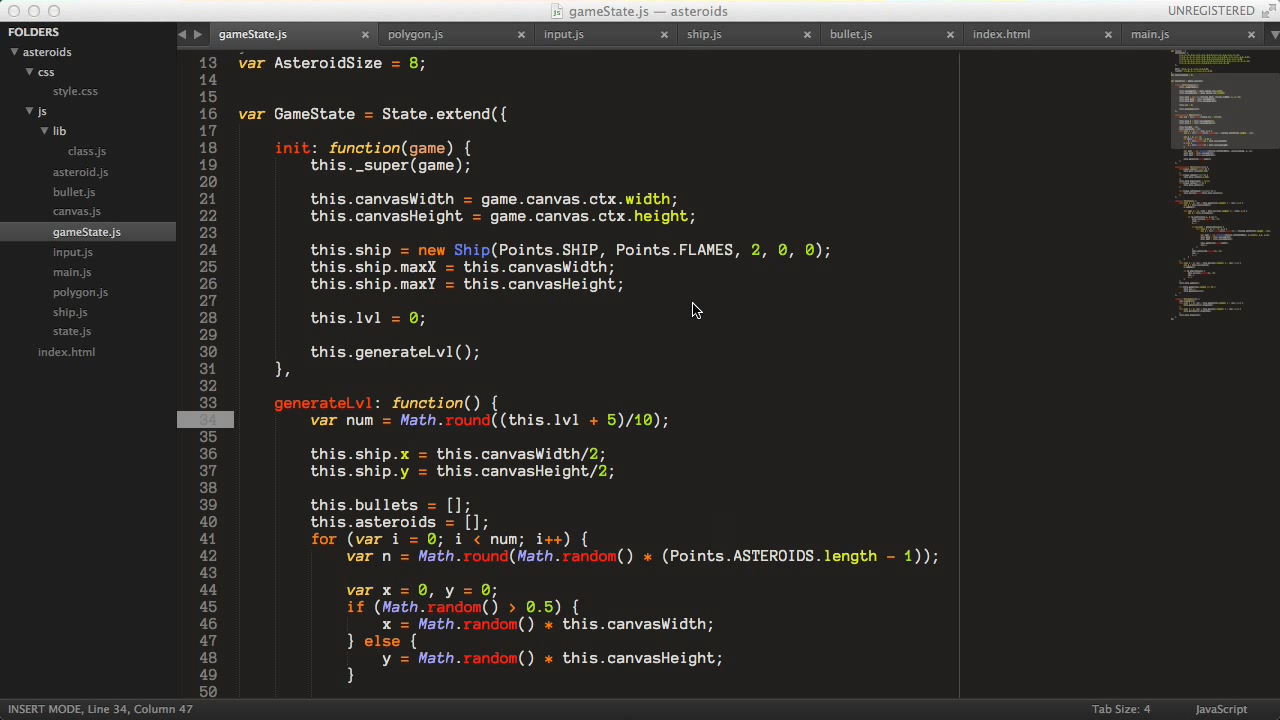 gameState.js — asteroids
UNREGISTERED
FOLDERS
asteroids
css
style.css
js
lib
class.js
asteroid.js
bullet.js
canvas.js
gameState.js
input.js
main.js
polygon.js
ship.js
state.js
index.html
gameState.js × polygon.js × input.js × ship.js × bullet.js × index.html × main.js ×
13 var AsteroidSize = 8;
14
15
16 var GameState = State.extend({
17
18 init: function(game) {
19 this._super(game);
20
21 this.canvasWidth = game.canvas.ctx.width;
22 this.canvasHeight = game.canvas.ctx.height;
23
24 this.ship = new Ship(Points.SHIP, Points.FLAMES, 2, 0, 0);
25 this.ship.maxX = this.canvasWidth;
26 this.ship.maxY = this.canvasHeight;
27
28 this.lvl = 0;
29
30 this.generateLvl();
31 },
32
33 generateLvl: function() {
34 var num = Math.round((this.lvl + 5)/10);
35
36 this.ship.x = this.canvasWidth/2;
37 this.ship.y = this.canvasHeight/2;
38
39 this.bullets = [];
40 this.asteroids = [];
41 for (var i = 0; i < num; i++) {
42 var n = Math.round(Math.random() * (Points.ASTEROIDS.length - 1));
43
44 var x = 0, y = 0;
45 if (Math.random() > 0.5) {
46 x = Math.random() * this.canvasWidth;
47 } else {
48 y = Math.random() * this.canvasHeight;
49 }
50
INSERT MODE, Line 34, Column 47
Tab Size: 4
JavaScript